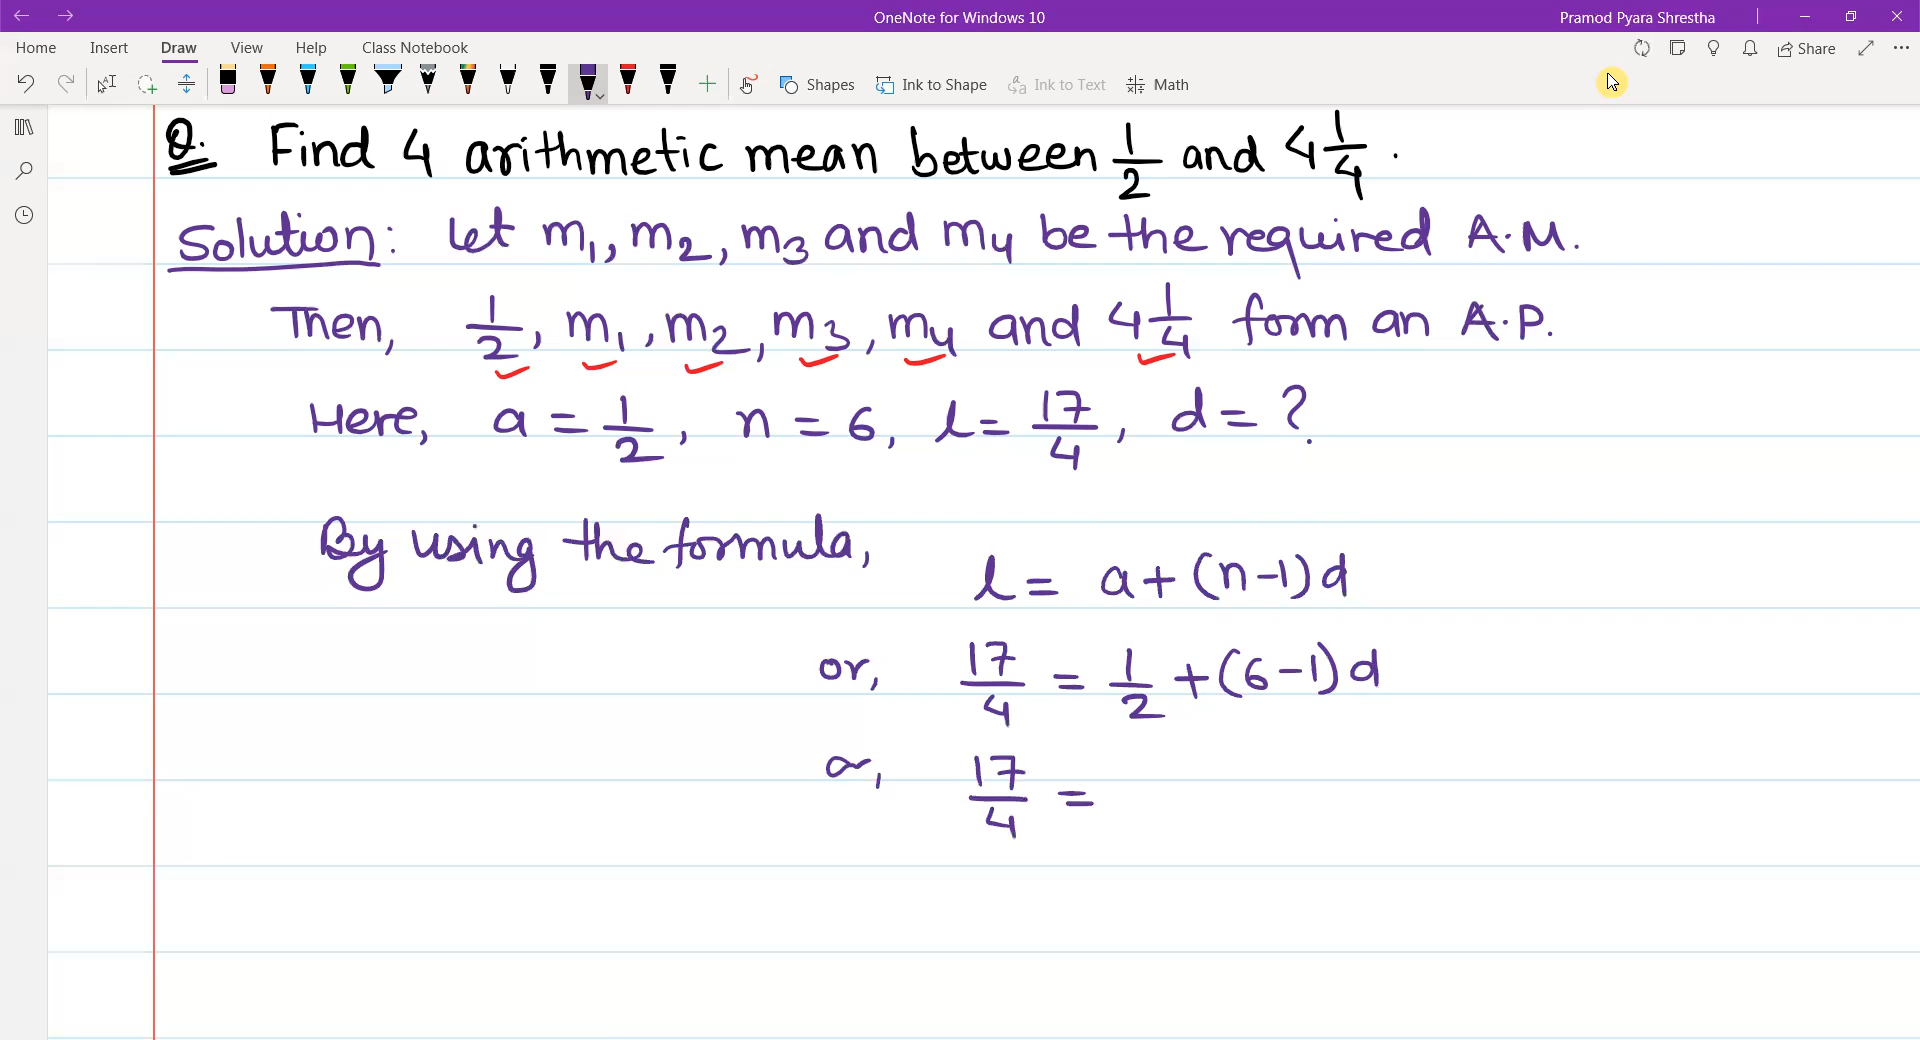 OneNote for Windows 10
Pramod Pyara Shrestha
Home Insert Draw View Help Class Notebook
Share
Shapes Ink to Shape Ink to Text Math
Q. Find 4 arithmetic mean between 1/2 and 4 1/4.
Solution: Let m₁, m₂, m₃ and m₄ be the required A.M.
Then, 1/2, m₁, m₂, m₃, m₄ and 4 1/4 form an A.P.
Here, a = 1/2, n = 6, l = 17/4, d = ?
By using the formula,
l = a + (n-1)d
or, 17/4 = 1/2 + (6-1)d
or, 17/4 =